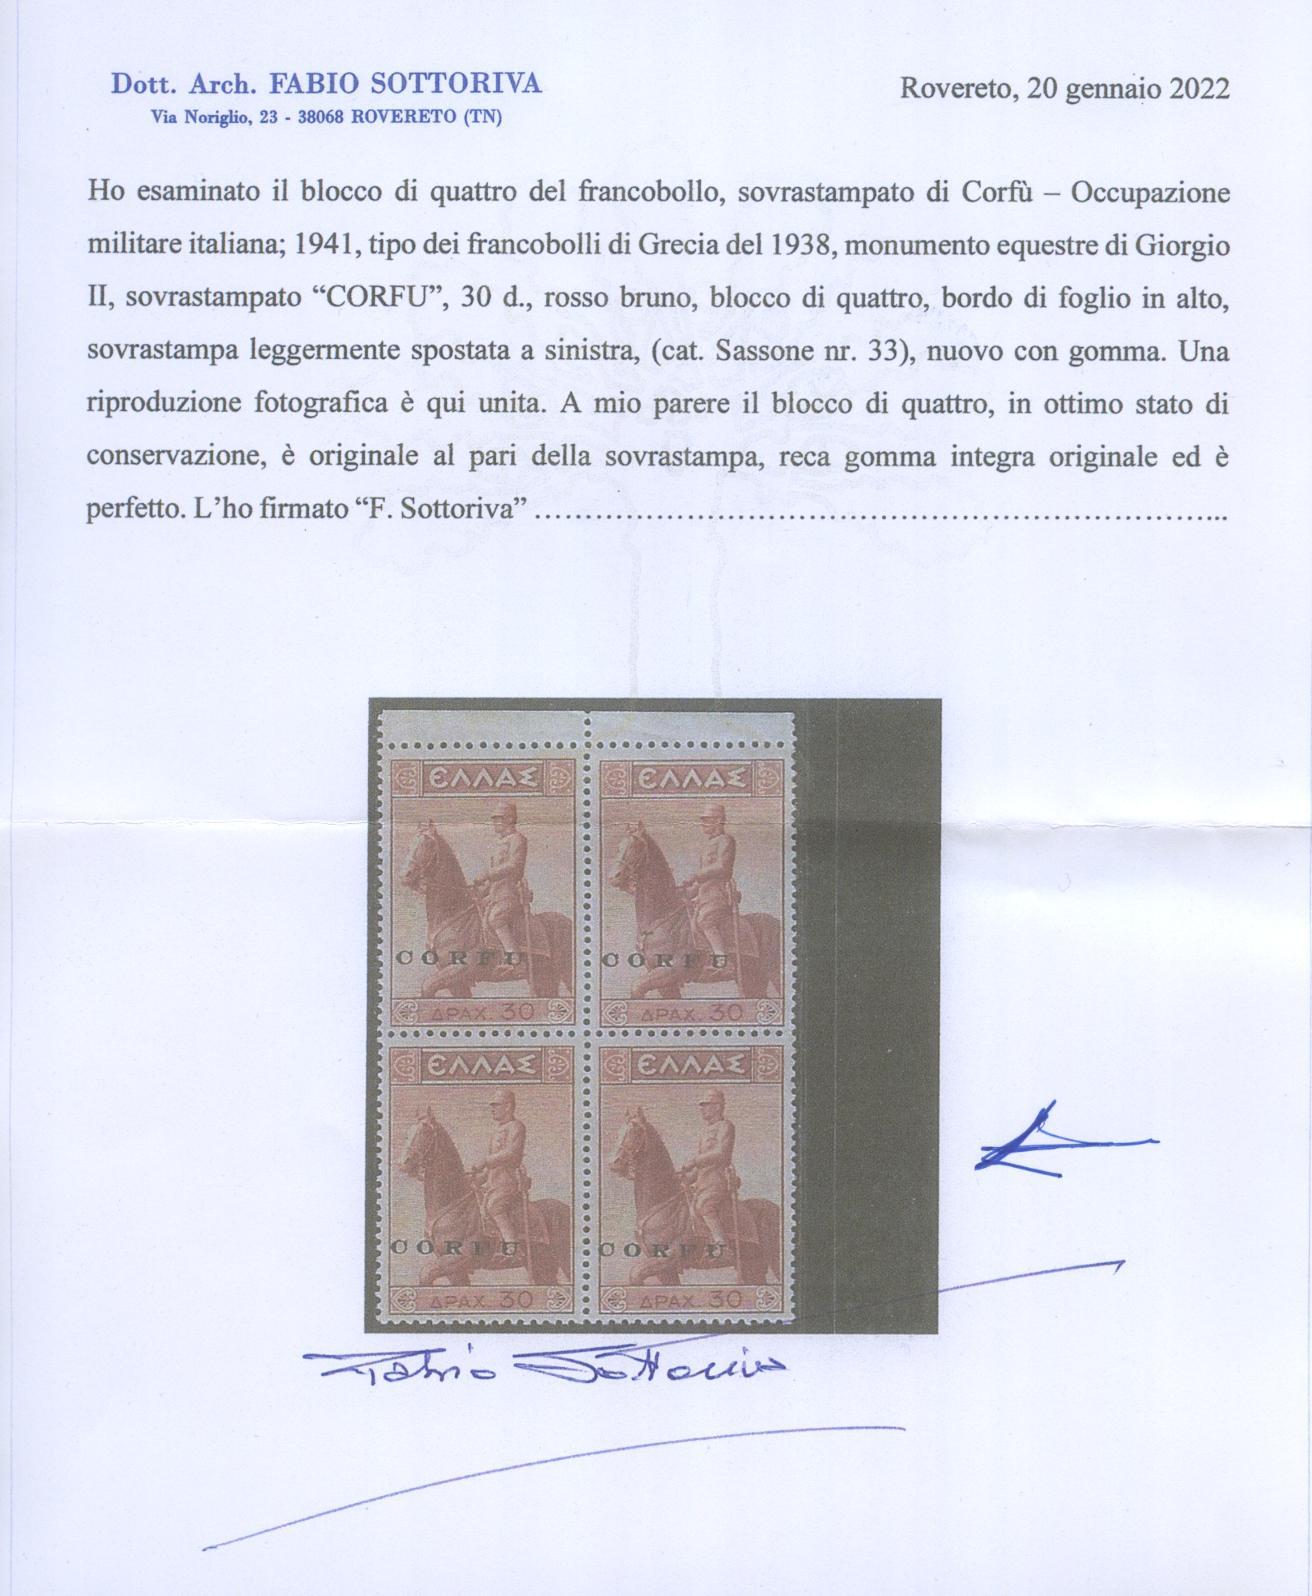 Dott. Arch. FABIO SOTTORIVA
Via Noriglio, 23 - 38068 ROVERETO (TN)
Rovereto, 20 gennaio 2022
Ho esaminato il blocco di quattro del francobollo, sovrastampato di Corfù – Occupazione
militare italiana; 1941, tipo dei francobolli di Grecia del 1938, monumento equestre di Giorgio
II, sovrastampato “CORFU”, 30 d., rosso bruno, blocco di quattro, bordo di foglio in alto,
sovrastampa leggermente spostata a sinistra, (cat. Sassone nr. 33), nuovo con gomma. Una
riproduzione fotografica è qui unita. A mio parere il blocco di quattro, in ottimo stato di
conservazione, è originale al pari della sovrastampa, reca gomma integra originale ed è
perfetto. L’ho firmato “F. Sottoriva” ………………………………………………………………...
ΕΛΛΑΣ ΕΛΛΑΣ
CORFU CORFU
ΔΡΑΧ. 30 ΔΡΑΧ. 30
ΕΛΛΑΣ ΕΛΛΑΣ
CORFU CORFU
ΔΡΑΧ. 30 ΔΡΑΧ. 30
Fabio Sottoriva